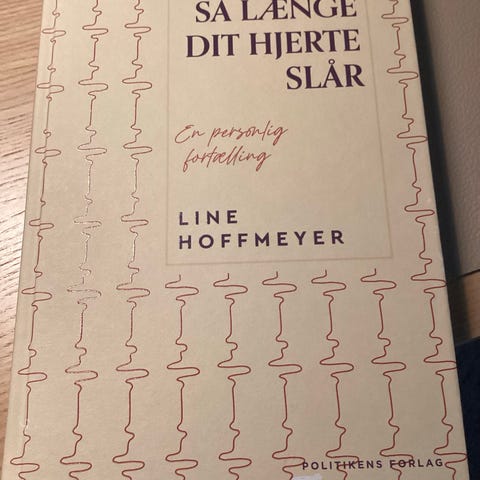 SÅ LÆNGE
DIT HJERTE
SLÅR
En personlig
fortælling
LINE
HOFFMEYER
POLITIKENS FORLAG